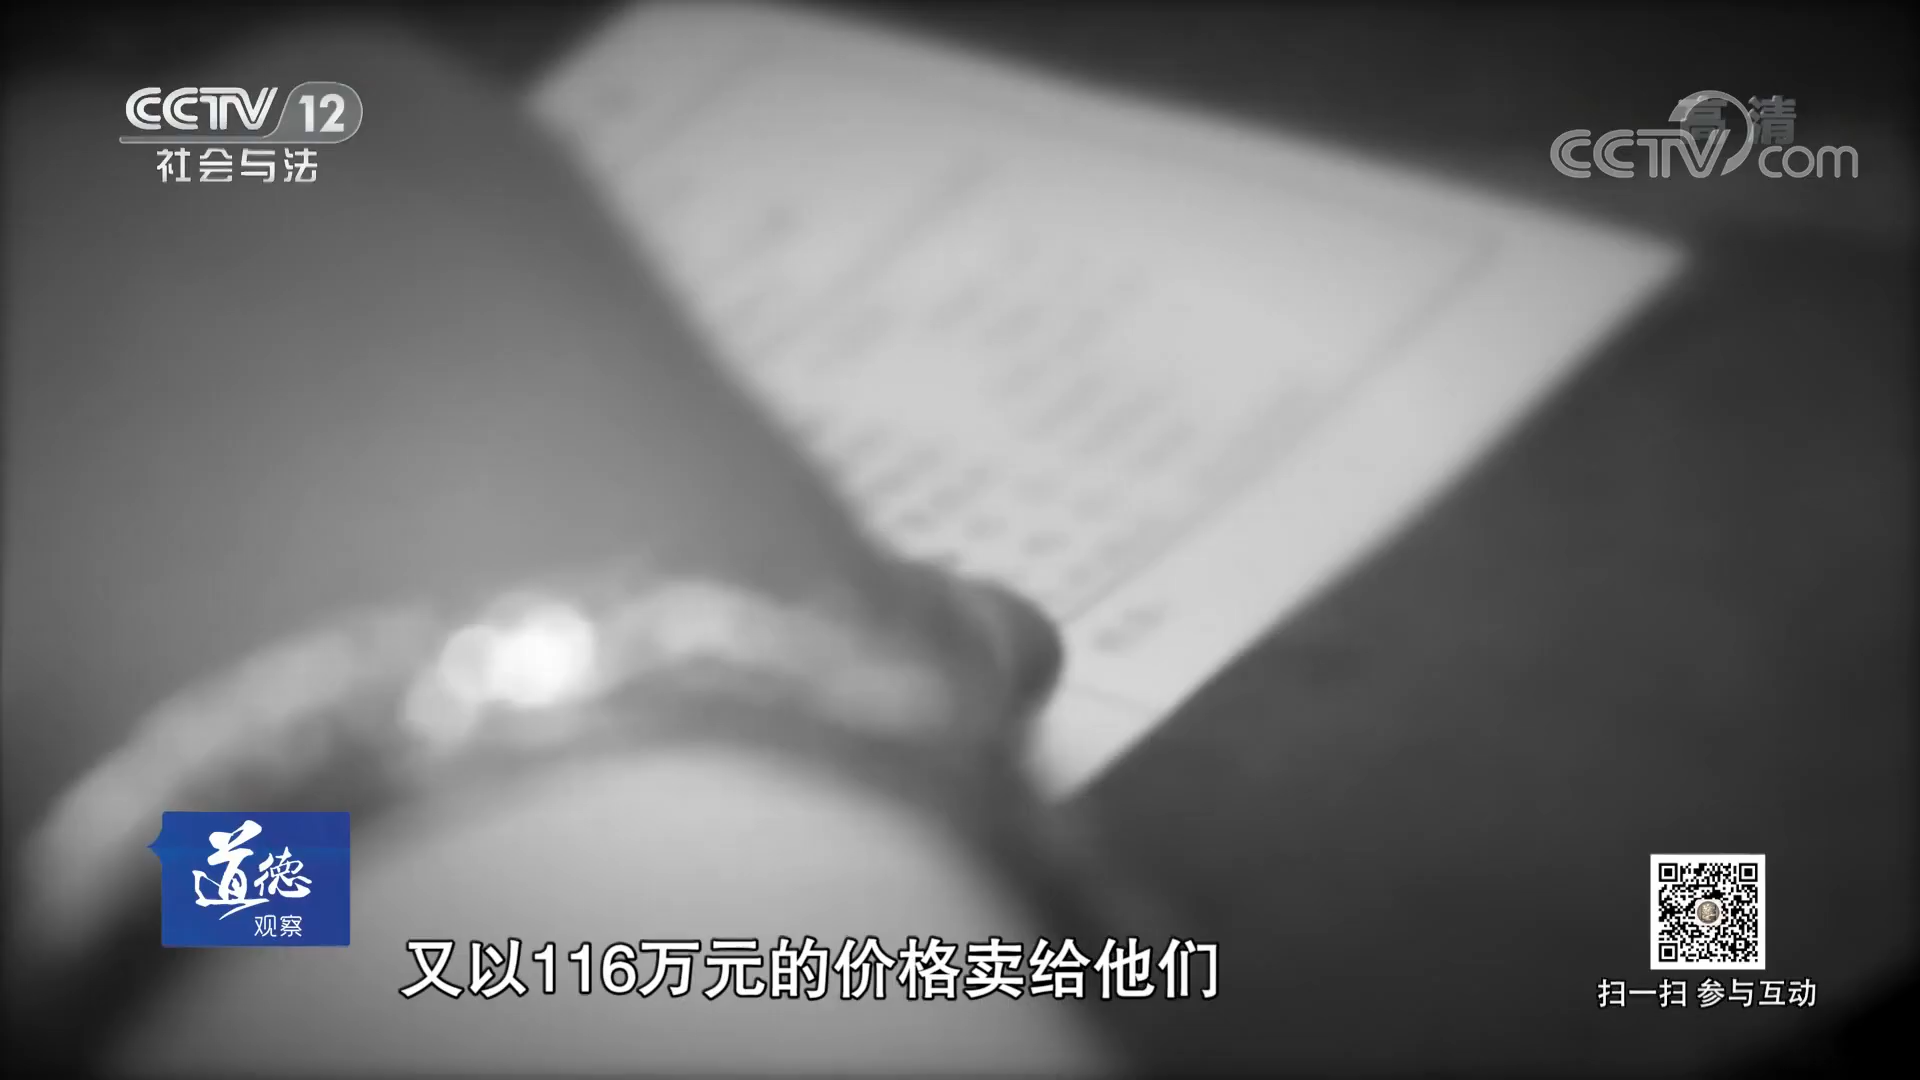 CCTV 12
社会与法
高清
CCTV.com
道德
观察
又以116万元的价格卖给他们
扫一扫 参与互动